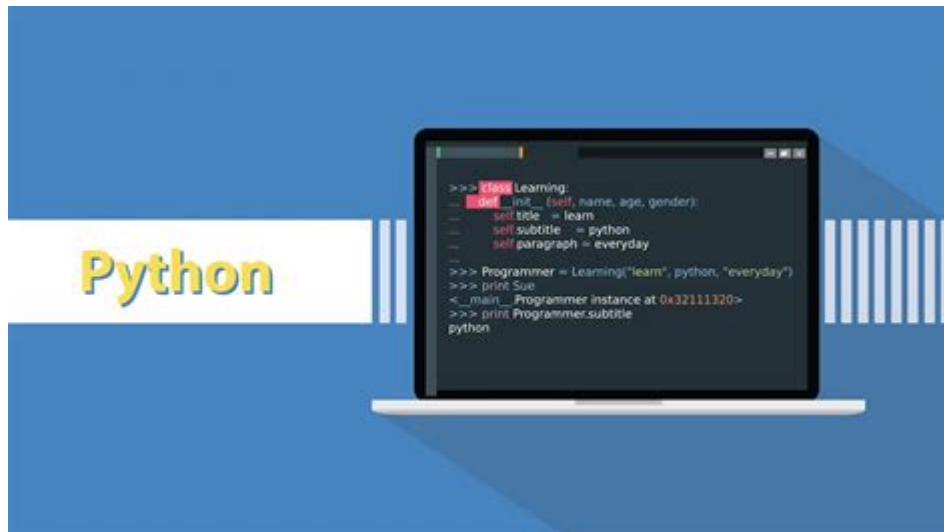 Python
>>> class Learning:
... def __init__ (self, name, age, gender):
... self.title = learn
... self.subtitle = python
... self.paragraph = everyday
...
>>> Programmer = Learning("learn", python, "everyday")
>>> print Sue
<__main__.Programmer instance at 0x32111320>
>>> print Programmer.subtitle
python